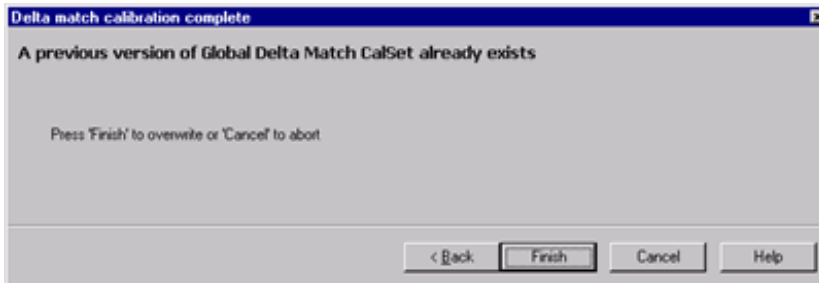 Delta match calibration complete
A previous version of Global Delta Match CalSet already exists
Press 'Finish' to overwrite or 'Cancel' to abort
< Back Finish Cancel Help